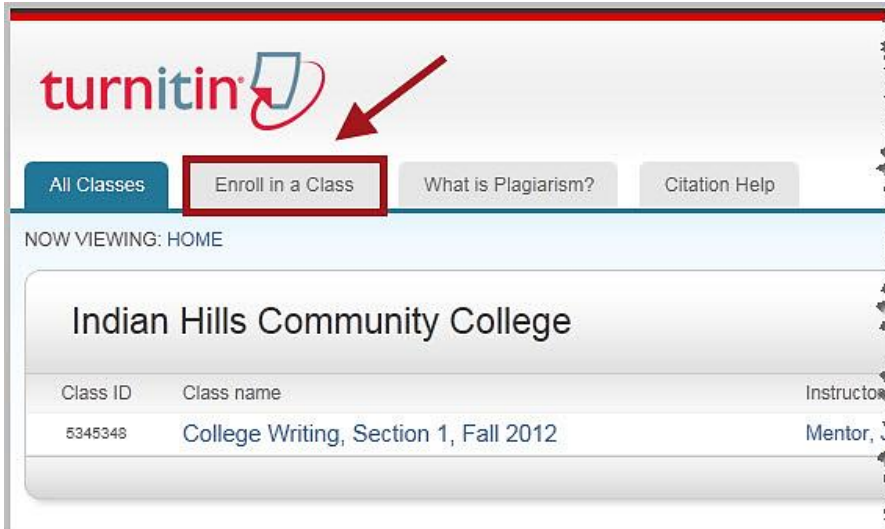 turnitin
All Classes Enroll in a Class What is Plagiarism? Citation Help
NOW VIEWING: HOME
Indian Hills Community College
Class ID Class name
5345348 College Writing, Section 1, Fall 2012 Mentor,